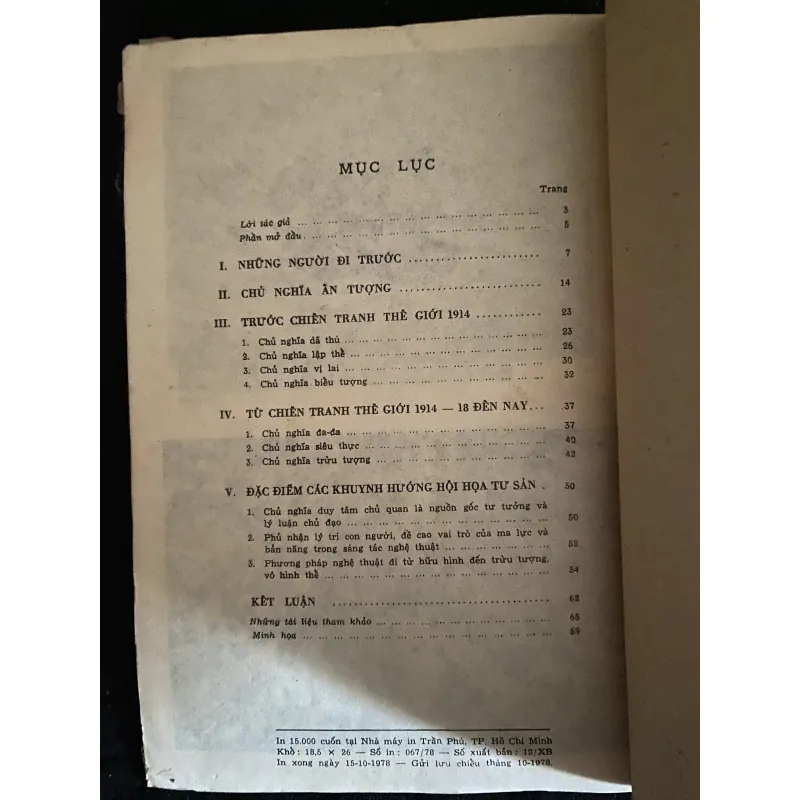 MỤC LỤC
Trang
Lời tác giả ... 3
Phần mở đầu ... 5
I. NHỮNG NGƯỜI ĐI TRƯỚC ... 7
II. CHỦ NGHĨA ẤN TƯỢNG ... 14
III. TRƯỚC CHIẾN TRANH THẾ GIỚI 1914 ... 23
1. Chủ nghĩa dã thú ... 23
2. Chủ nghĩa lập thể ... 26
3. Chủ nghĩa vị lai ... 30
4. Chủ nghĩa biểu tượng ... 32
IV. TỪ CHIẾN TRANH THẾ GIỚI 1914 — 18 ĐẾN NAY ... 37
1. Chủ nghĩa đa-đa ... 37
2. Chủ nghĩa siêu thực ... 40
3. Chủ nghĩa trừu tượng ... 42
V. ĐẶC ĐIỂM CÁC KHUYNH HƯỚNG HỘI HỌA TƯ SẢN . 50
1. Chủ nghĩa duy tâm chủ quan là nguồn gốc tư tưởng và
lý luận chủ đạo ... 50
2. Phủ nhận lý trí con người, đề cao vai trò của ma lực và
bản năng trong sáng tác nghệ thuật ... 52
3. Phương pháp nghệ thuật đi từ hữu hình đến trừu tượng,
vô hình thể ... 54
KẾT LUẬN ... 62
Những tài liệu tham khảo ... 65
Minh họa ... 69
In 15.000 cuốn tại Nhà máy in Trần Phú, TP. Hồ Chí Minh
Khổ : 18,5 × 26 — Số in : 067/78 — Số xuất bản : 12/XB
In xong ngày 15-10-1978 — Gửi lưu chiểu tháng 10-1978.